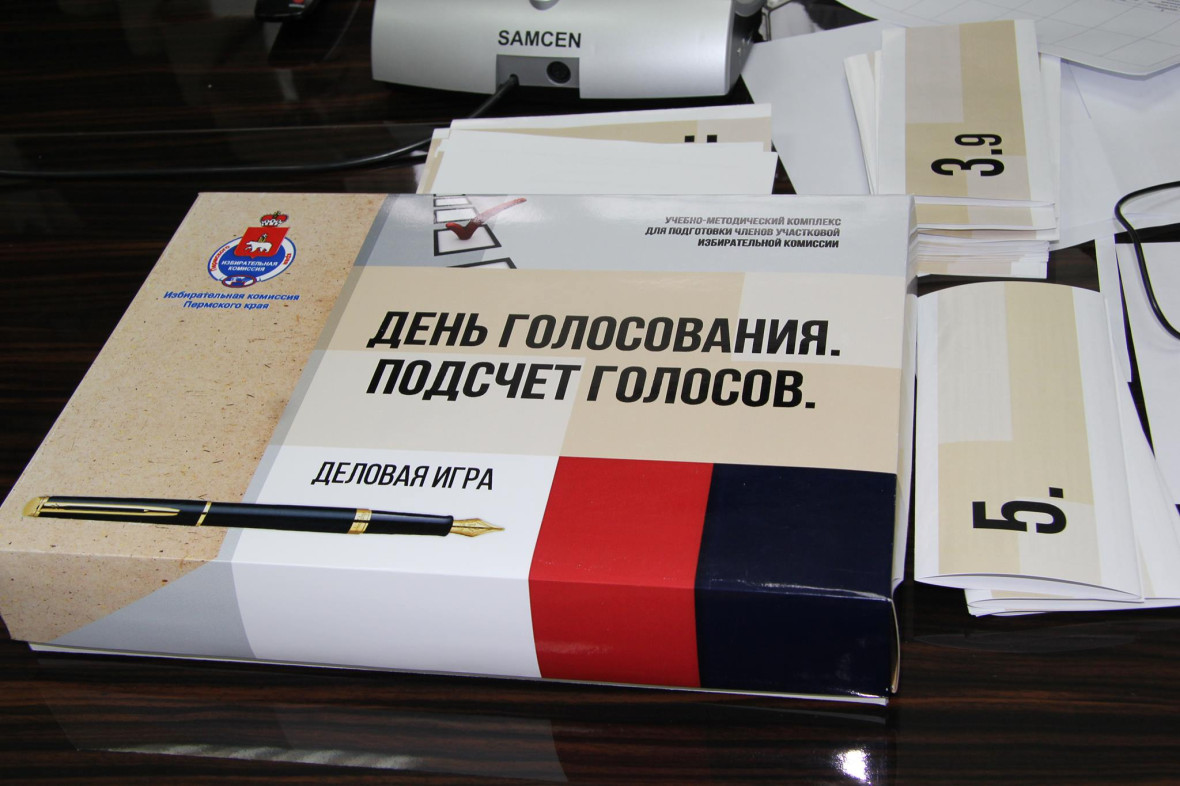 SAMCEN
3.9
УЧЕБНО-МЕТОДИЧЕСКИЙ КОМПЛЕКС
ДЛЯ ПОДГОТОВКИ ЧЛЕНОВ УЧАСТКОВОЙ
ИЗБИРАТЕЛЬНОЙ КОМИССИИ
ИЗБИРАТЕЛЬНАЯ
КОМИССИЯ
Избирательная комиссия
Пермского края
ДЕНЬ ГОЛОСОВАНИЯ.
ПОДСЧЕТ ГОЛОСОВ.
ДЕЛОВАЯ ИГРА
5.